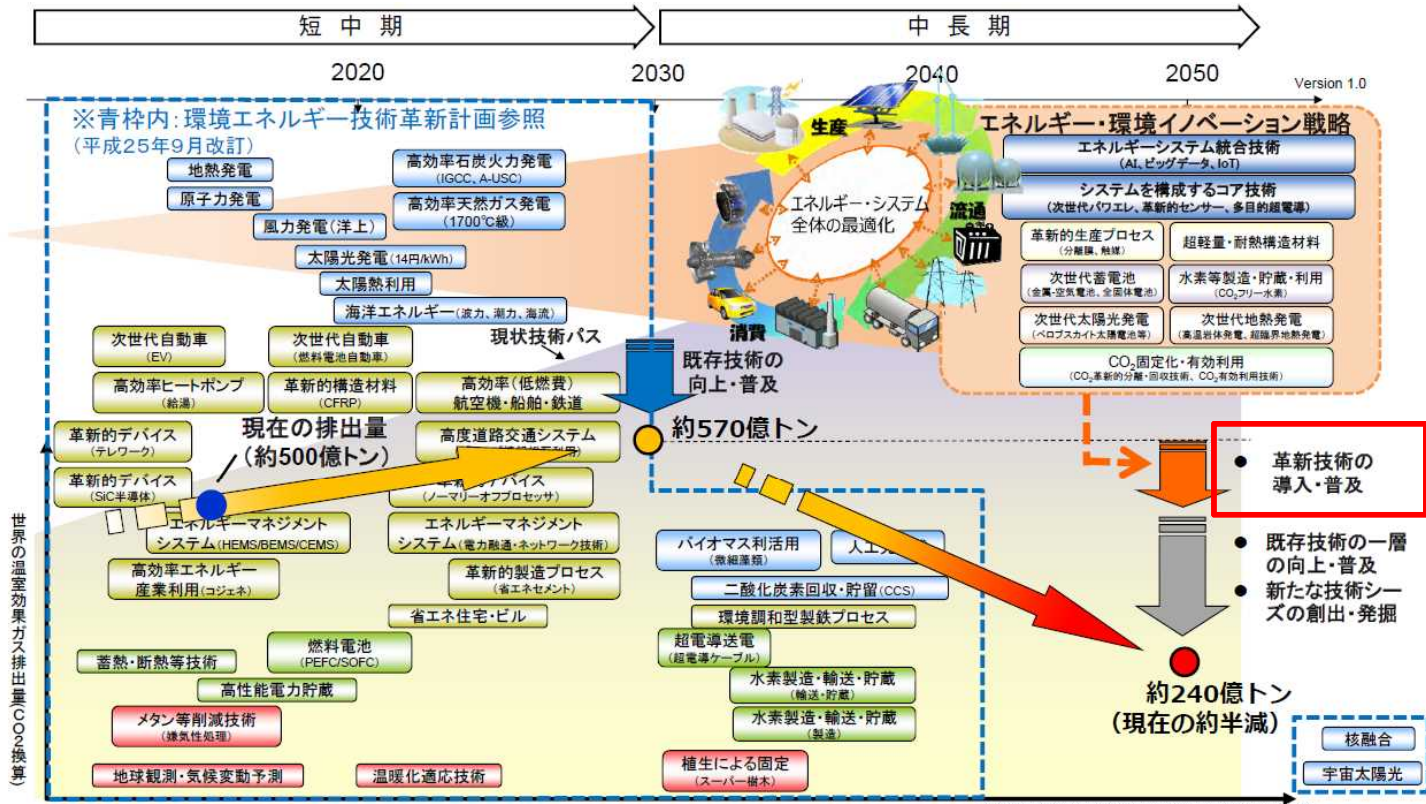 短中期
中長期
2020
2030
2040
2050
Version 1.0
※青枠内：環境エネルギー技術革新計画参照
（平成25年9月改訂）
地熱発電
原子力発電
風力発電（洋上）
太陽光発電（14円/kWh）
太陽熱利用
海洋エネルギー（波力、潮力、海流）
高効率石炭火力発電
（IGCC、A-USC）
高効率天然ガス発電
（1700℃級）
生産
流通
消費
エネルギー・システム
全体の最適化
エネルギー・環境イノベーション戦略
エネルギーシステム統合技術
（AI、ビッグデータ、IoT）
システムを構成するコア技術
（次世代パワエレ、革新的センサー、多目的超電導）
革新的生産プロセス
（分離膜、触媒）
超軽量・耐熱構造材料
次世代蓄電池
（金属-空気電池、全固体電池）
水素等製造・貯蔵・利用
（CO2フリー水素）
次世代太陽光発電
（ペロブスカイト太陽電池等）
次世代地熱発電
（高温岩体発電、超臨界地熱発電）
CO2固定化・有効利用
（CO2革新的分離・回収技術、CO2有効利用技術）
次世代自動車
（EV）
次世代自動車
（燃料電池自動車）
現状技術パス
既存技術の
向上・普及
高効率ヒートポンプ
（給湯）
革新的構造材料
（CFRP）
高効率（低燃費）
航空機・船舶・鉄道
革新的デバイス
（テレワーク）
現在の排出量
（約500億トン）
高度道路交通システム
約570億トン
革新的デバイス
（SiC半導体）
（ノーマリーオフプロセッサ）
エネルギーマネジメント
システム（HEMS/BEMS/CEMS）
エネルギーマネジメント
システム（電力融通・ネットワーク技術）
高効率エネルギー
産業利用（コジェネ）
革新的製造プロセス
（省エネセメント）
省エネ住宅・ビル
燃料電池
（PEFC/SOFC）
蓄熱・断熱等技術
高性能電力貯蔵
メタン等削減技術
（嫌気性処理）
地球観測・気候変動予測
温暖化適応技術
バイオマス利活用
（微細藻類）
二酸化炭素回収・貯留（CCS）
環境調和型製鉄プロセス
超電導送電
（超電導ケーブル）
水素製造・輸送・貯蔵
（輸送・貯蔵）
水素製造・輸送・貯蔵
（製造）
植生による固定
（スーパー樹木）
● 革新技術の
導入・普及
● 既存技術の一層
の向上・普及
● 新たな技術シー
ズの創出・発掘
約240億トン
（現在の約半減）
核融合
宇宙太陽光
世界の温室効果ガス排出量（CO2換算）